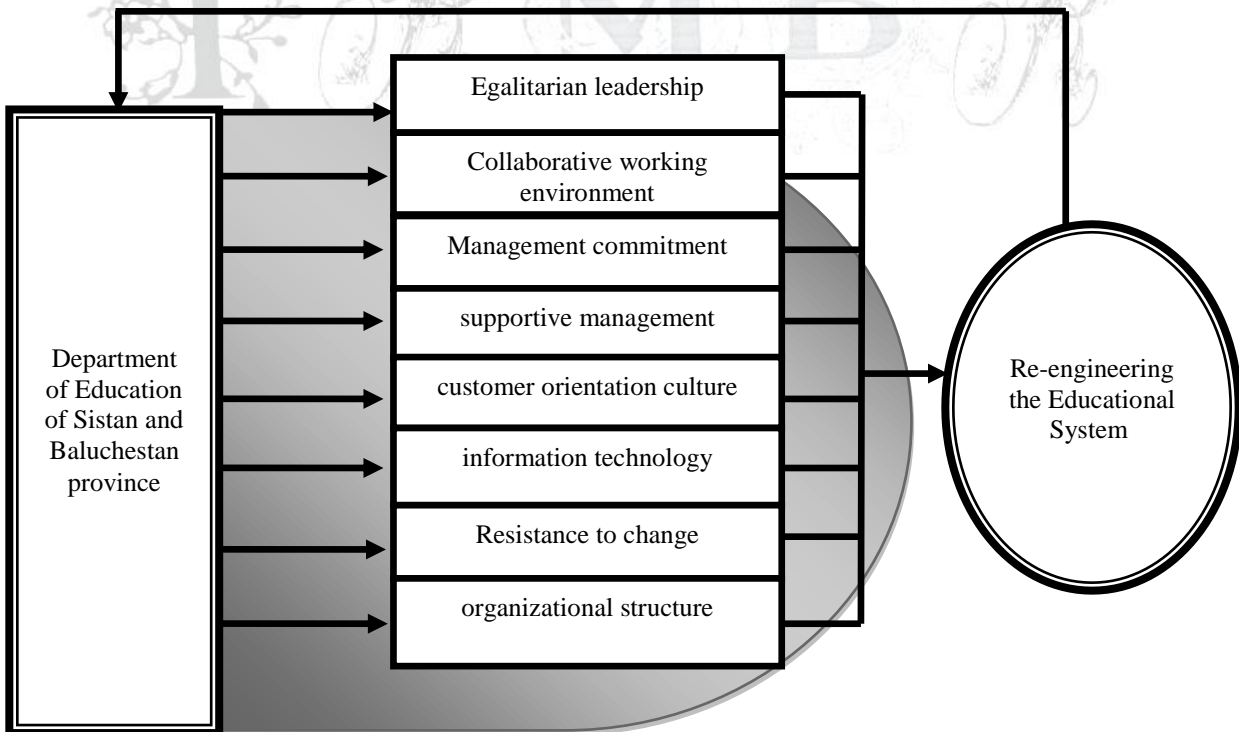 Egalitarian leadership
Collaborative working
environment
Management commitment
supportive management
customer orientation culture
information technology
Resistance to change
organizational structure
Department
of Education
of Sistan and
Baluchestan
province
Re-engineering
the Educational
System